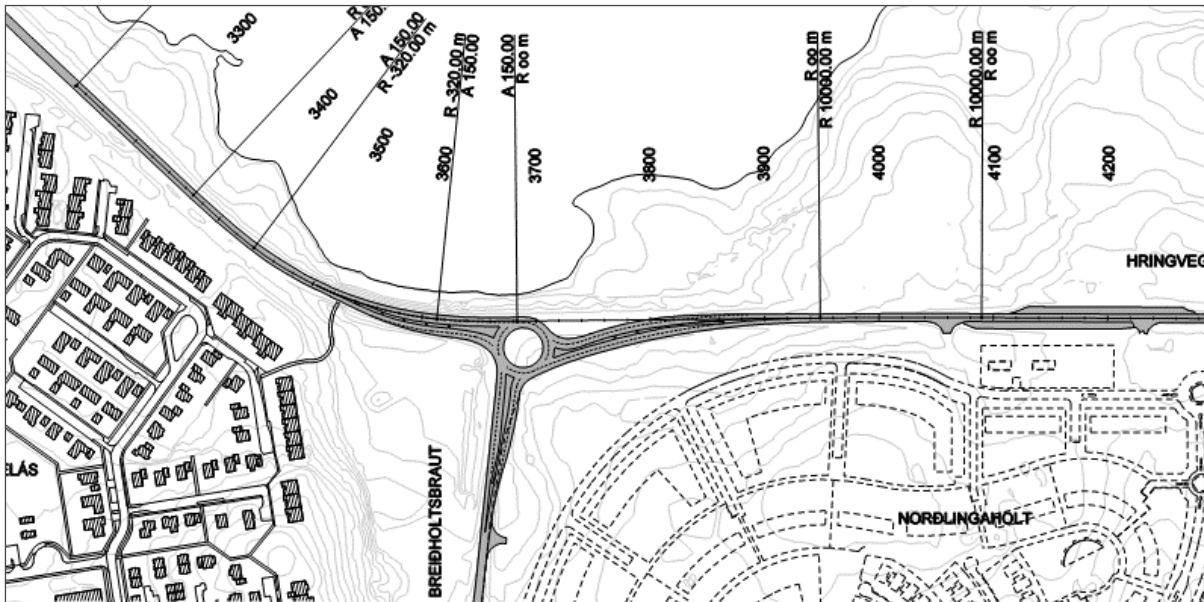 3300
A 150.
A 150.00
R -320.00 m
3400
3500
R -320.00 m
A 150.00
3600
A 150.00
R oo m
3700
3800
3900
R oo m
R 10000.00 m
4000
R 10000.00 m
R oo m
4100
4200
HRINGVEG
ELÁS
BREIÐHOLTSBRAUT
NORÐLINGAHOLT